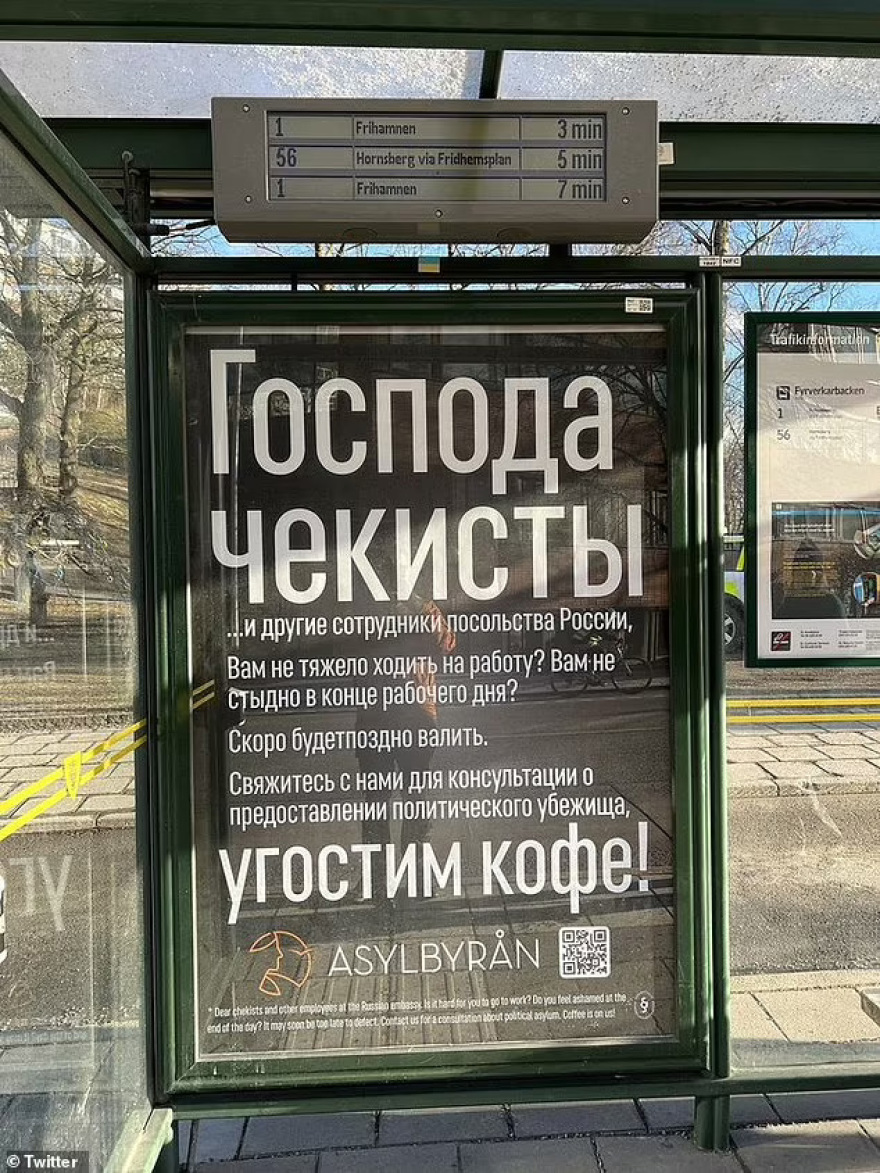 1 Frihamnen 3 min
56 Hornsberg via Fridhemsplan 5 min
1 Frihamnen 7 min
NFC
Господа
чекисты
...и другие сотрудники посольства России,
Вам не тяжело ходить на работу? Вам не
стыдно в конце рабочего дня?
Скоро будетпоздно валить.
Свяжитесь с нами для консультации о
предоставлении политического убежища,
угостим кофе!
ASYLBYRÅN
* Dear chekists and other employees at the Russian embassy. Is it hard for you to go to work? Do you feel ashamed at the
end of the day? It may soon be too late to defect. Contact us for a consultation about political asylum. Coffee is on us!
Trafikinformation
Fyrverkarbacken
1
56
© Twitter